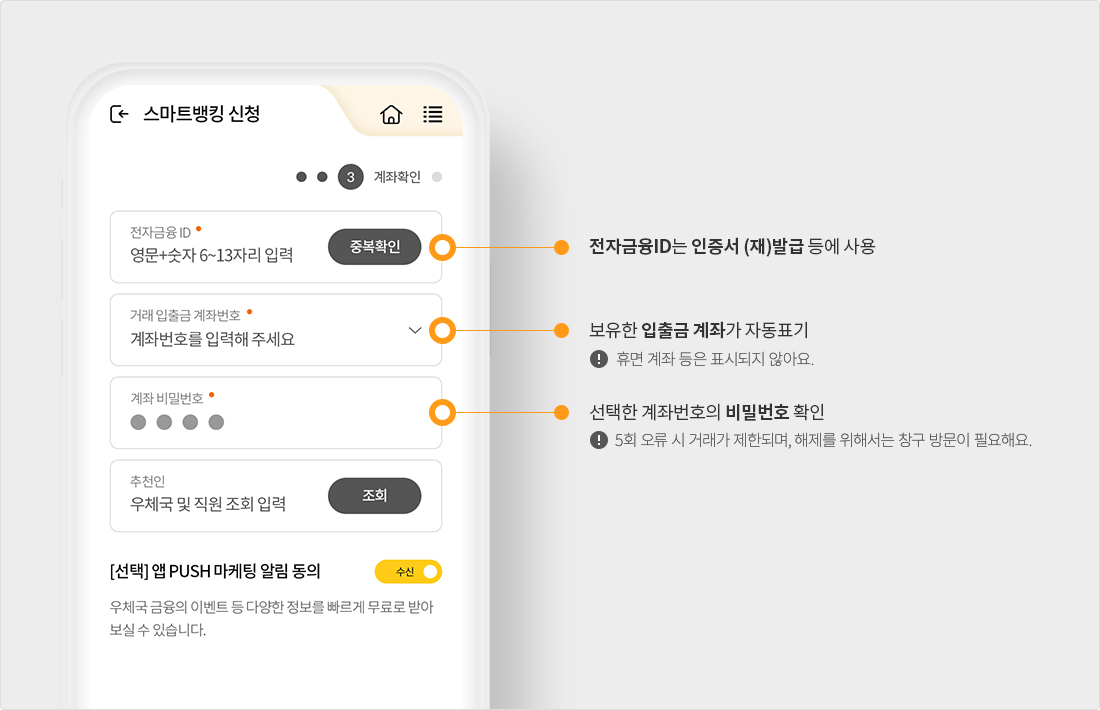 스마트뱅킹 신청
3 계좌확인
전자금융 ID
영문+숫자 6~13자리 입력
중복확인
전자금융ID는 인증서 (재)발급 등에 사용
거래 입출금 계좌번호
계좌번호를 입력해 주세요
보유한 입출금 계좌가 자동표기
! 휴면 계좌 등은 표시되지 않아요.
계좌 비밀번호
선택한 계좌번호의 비밀번호 확인
! 5회 오류 시 거래가 제한되며, 해제를 위해서는 창구 방문이 필요해요.
추천인
우체국 및 직원 조회 입력
조회
[선택] 앱 PUSH 마케팅 알림 동의
수신
우체국 금융의 이벤트 등 다양한 정보를 빠르게 무료로 받아
보실 수 있습니다.